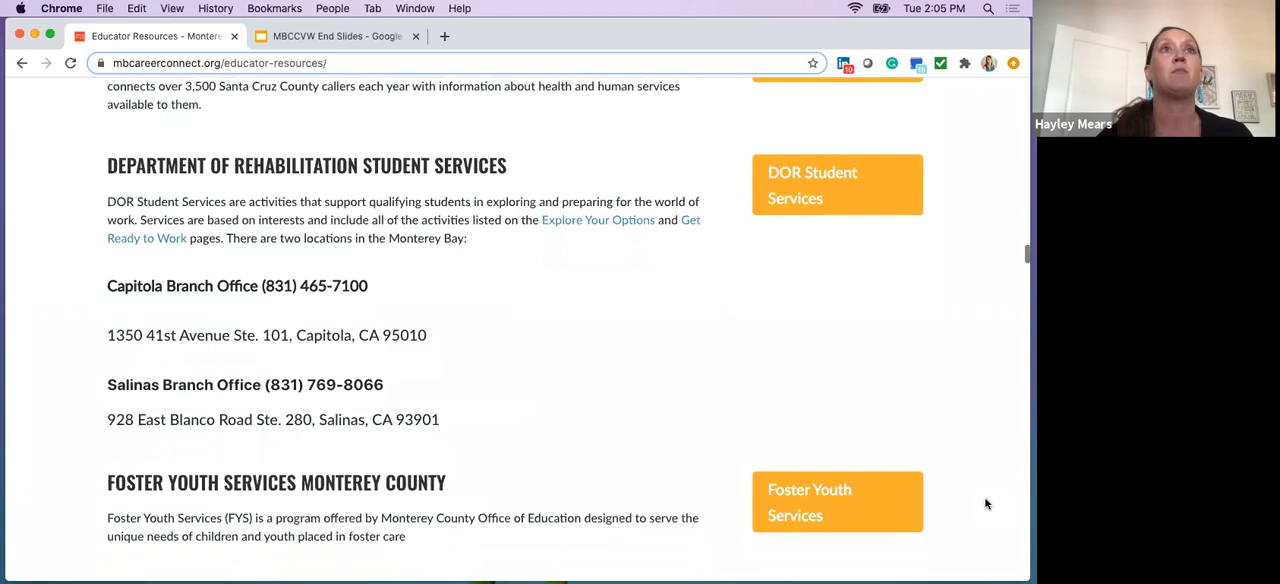 Chrome File Edit View History Bookmarks People Tab Window Help Tue 2:05 PM
Educator Resources - Montere MBCCVW End Slides - Google
mbcareerconnect.org/educator-resources/
10
connects over 3,500 Santa Cruz County callers each year with information about health and human services
available to them.
DEPARTMENT OF REHABILITATION STUDENT SERVICES
DOR Student
Services
DOR Student Services are activities that support qualifying students in exploring and preparing for the world of
work. Services are based on interests and include all of the activities listed on the Explore Your Options and Get
Ready to Work pages. There are two locations in the Monterey Bay:
Capitola Branch Office (831) 465-7100
1350 41st Avenue Ste. 101, Capitola, CA 95010
Salinas Branch Office (831) 769-8066
928 East Blanco Road Ste. 280, Salinas, CA 93901
FOSTER YOUTH SERVICES MONTEREY COUNTY
Foster Youth
Services
Foster Youth Services (FYS) is a program offered by Monterey County Office of Education designed to serve the
unique needs of children and youth placed in foster care
Hayley Mears